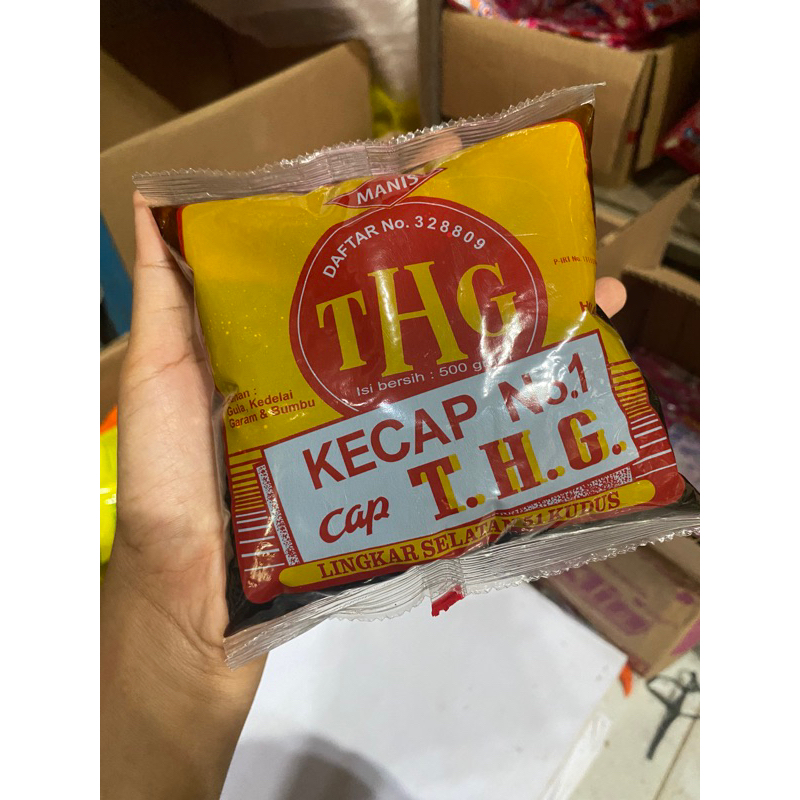 MANIS
DAFTAR No. 328809
THG
Isi bersih : 500
Gula, Kedelai
Garam & Bumbu
KECAP No.1
cap T.H.G.
LINGKAR SELATAN 51 KUDUS